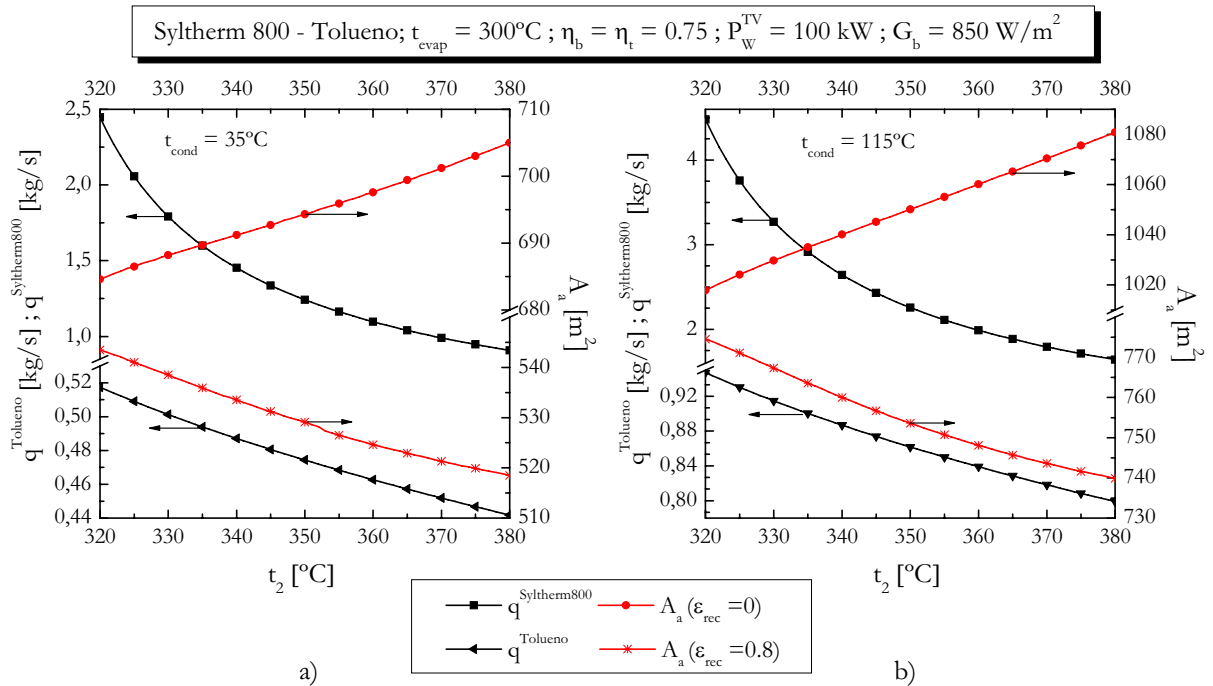 Syltherm 800 - Tolueno; t_evap = 300ºC ; η_b = η_t = 0.75 ; P_W^TV = 100 kW ; G_b = 850 W/m^2
320 330 340 350 360 370 380
2,5
2,0
1,5
1,0
0,52
0,50
0,48
0,46
0,44
q^Tolueno [kg/s] ; q^Syltherm800 [kg/s]
t_cond = 35ºC
710
700
690
680
540
530
520
510
A_a [m^2]
320 330 340 350 360 370 380
t_2 [ºC]
a)
320 330 340 350 360 370 380
4
3
2
0,92
0,88
0,84
0,80
q^Tolueno [kg/s] ; q^Syltherm800 [kg/s]
t_cond = 115ºC
1080
1060
1040
1020
770
760
750
740
730
A_a [m^2]
320 330 340 350 360 370 380
t_2 [ºC]
b)
q^Syltherm800
A_a (ε_rec =0)
q^Tolueno
A_a (ε_rec =0.8)